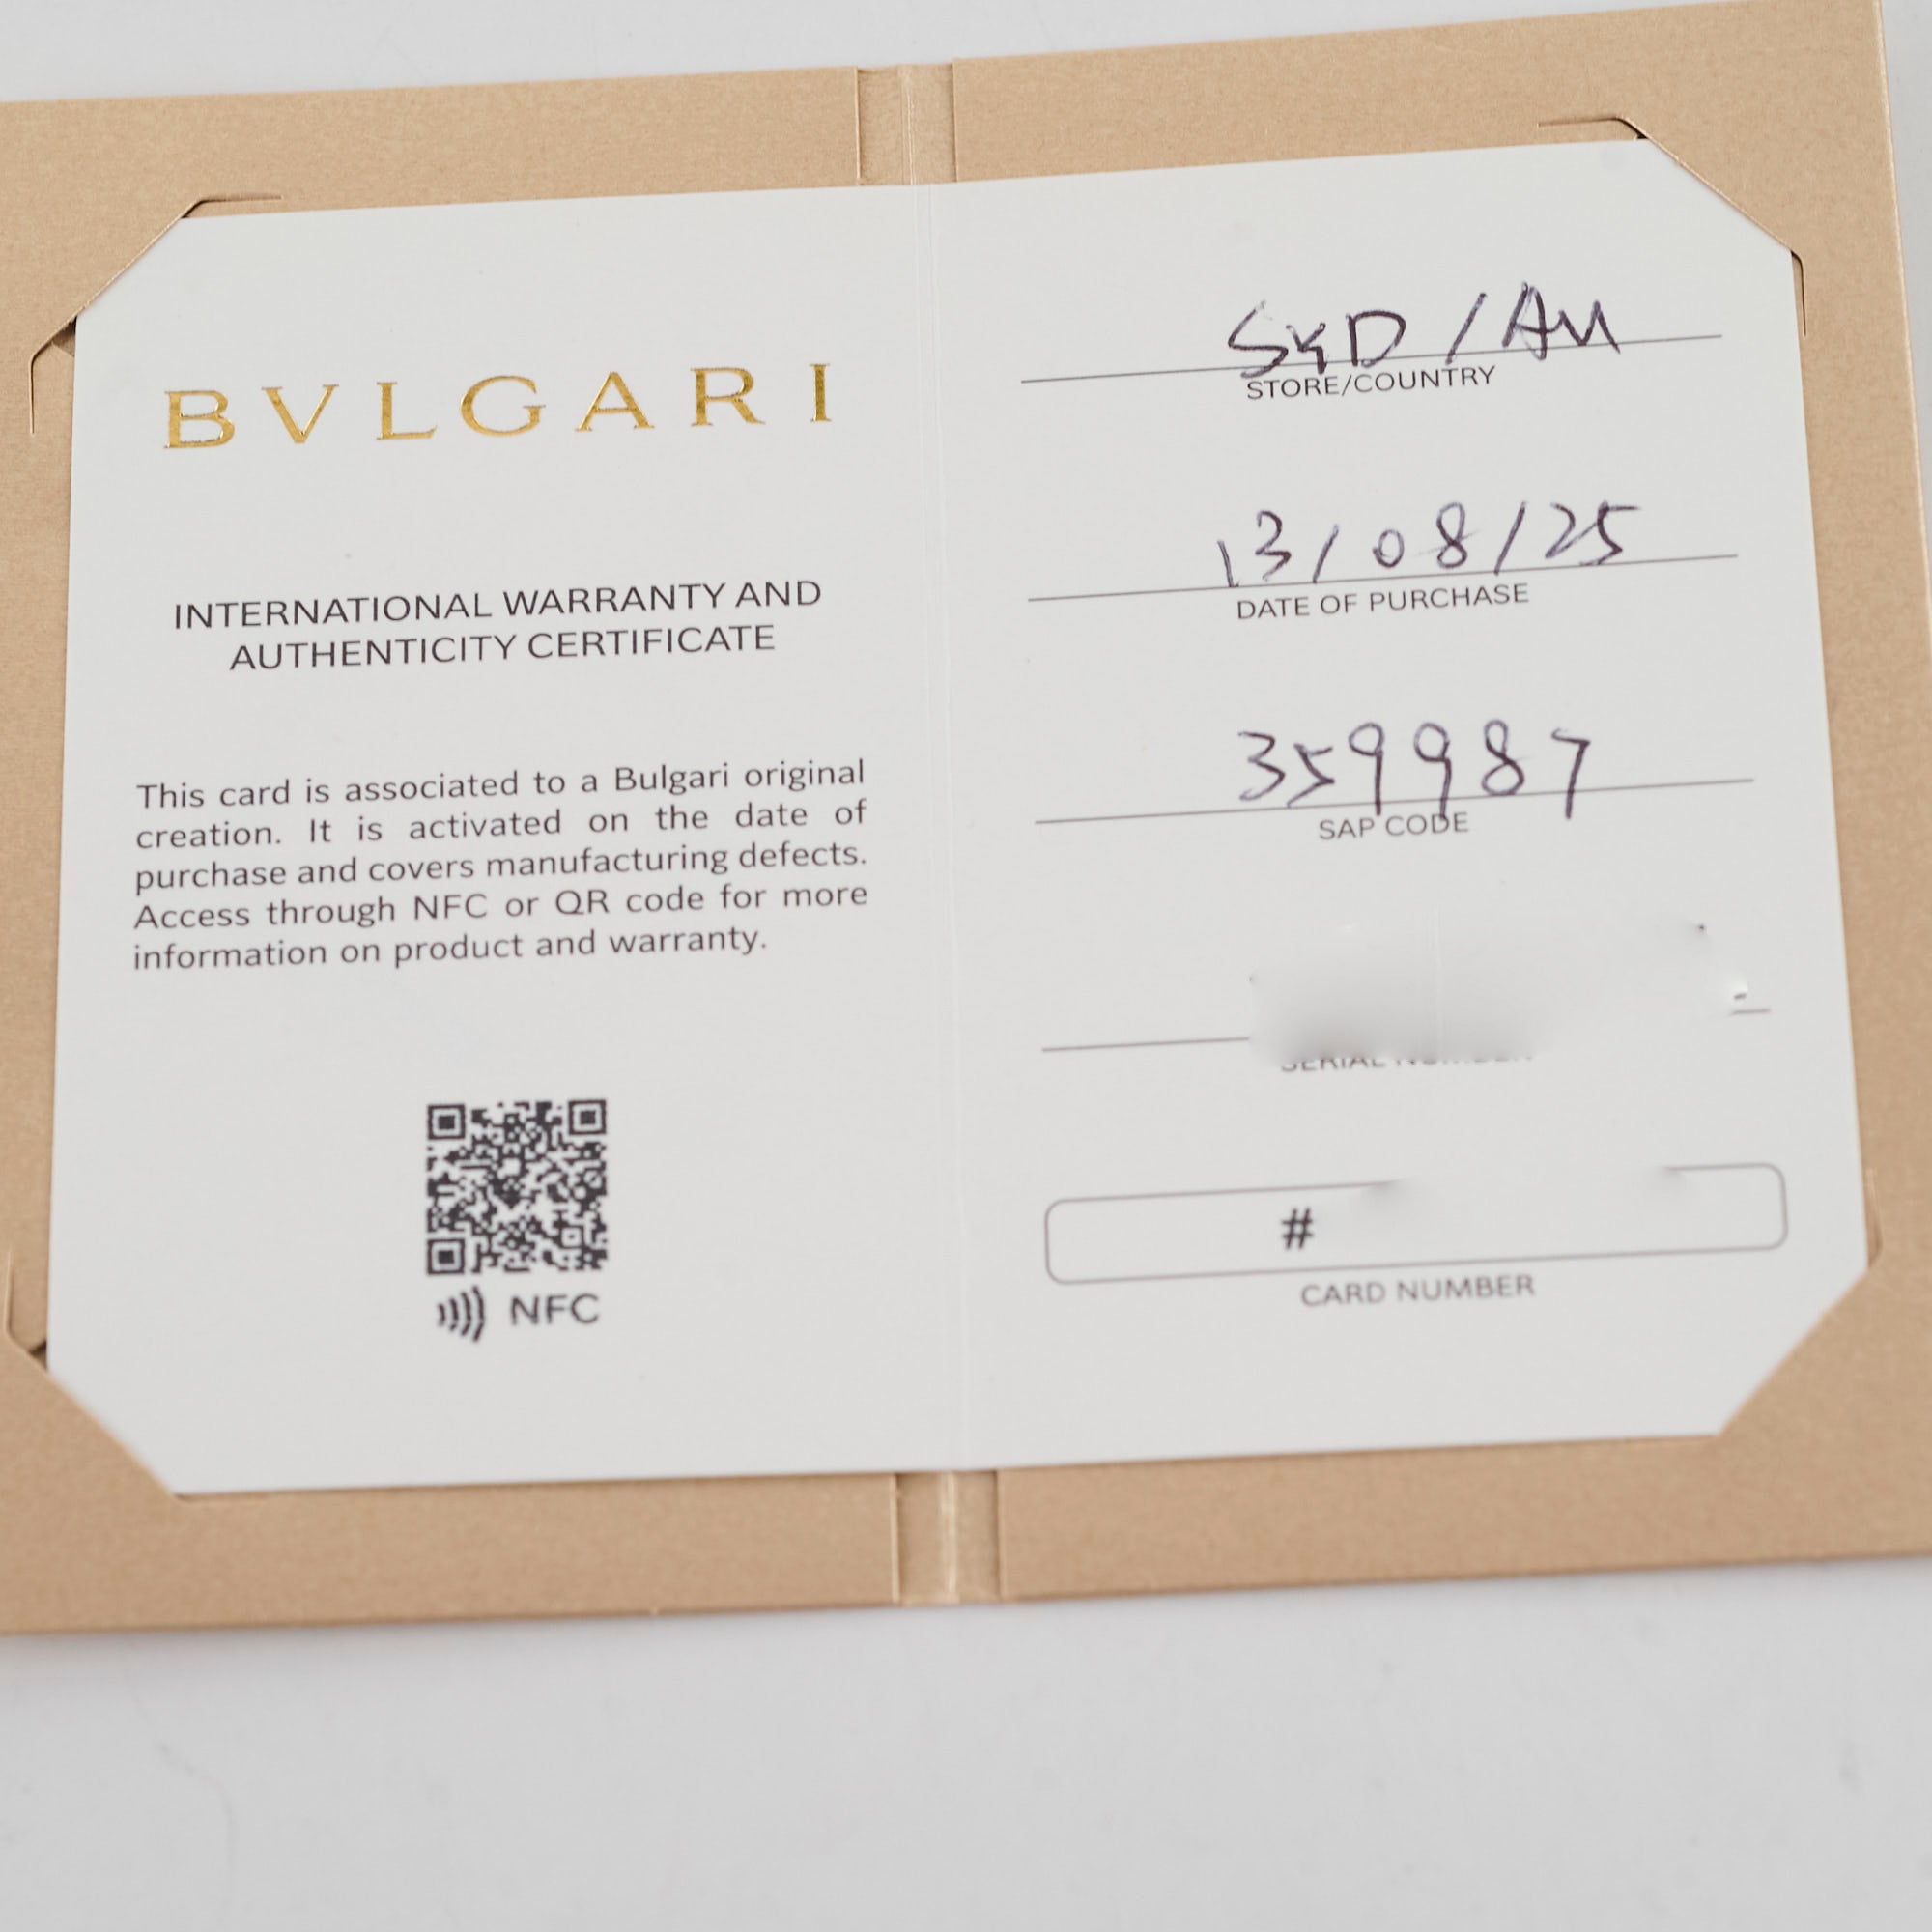 BVLGARI
INTERNATIONAL WARRANTY AND
AUTHENTICITY CERTIFICATE
This card is associated to a Bulgari original
creation. It is activated on the date of
purchase and covers manufacturing defects.
Access through NFC or QR code for more
information on product and warranty.
NFC
SYD / AU
STORE/COUNTRY
13/08/25
DATE OF PURCHASE
359987
SAP CODE
SERIAL NUMBER
#
CARD NUMBER